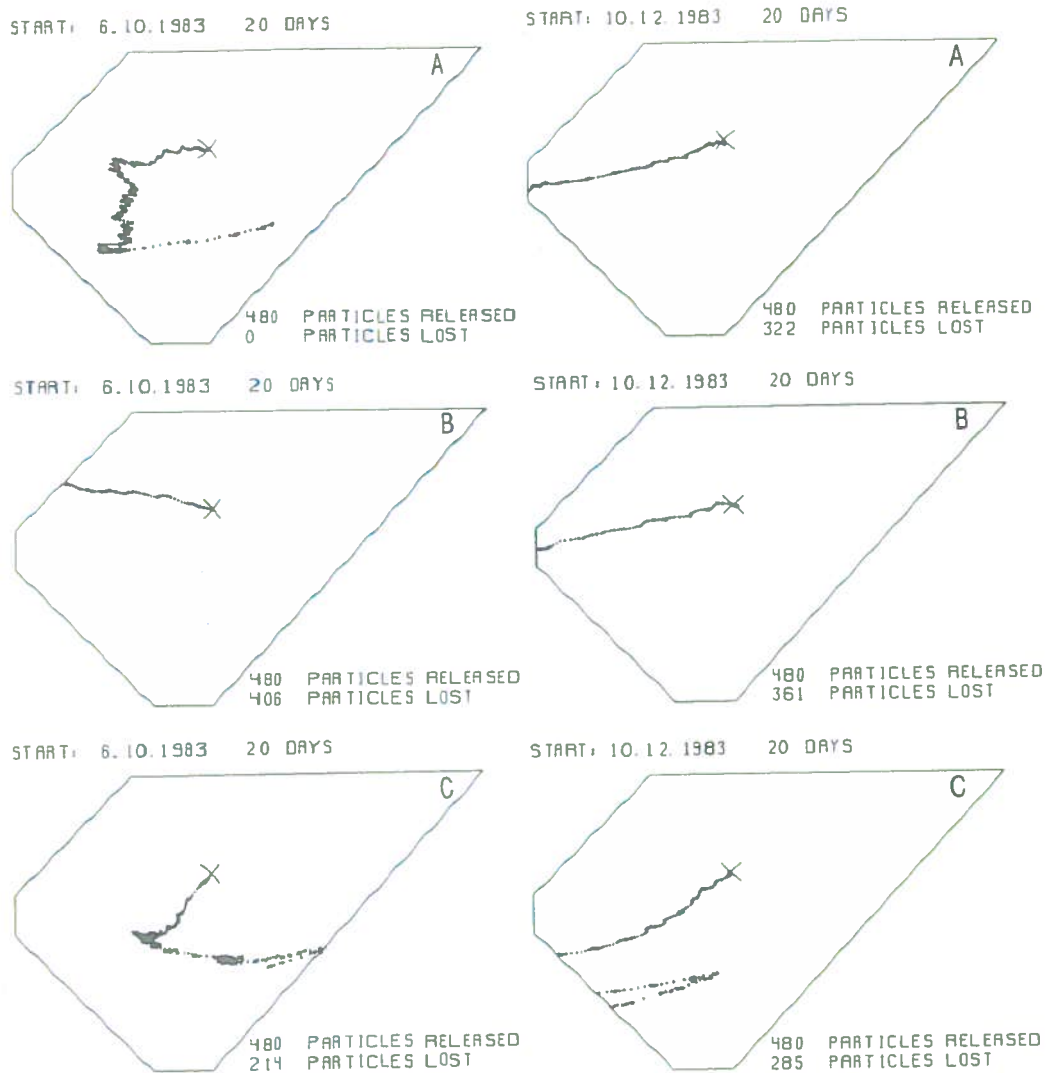 START: 6.10.1983 20 DAYS
A
480 PARTICLES RELEASED
0 PARTICLES LOST
START: 10.12.1983 20 DAYS
A
480 PARTICLES RELEASED
322 PARTICLES LOST
START: 6.10.1983 20 DAYS
B
480 PARTICLES RELEASED
406 PARTICLES LOST
START: 10.12.1983 20 DAYS
B
480 PARTICLES RELEASED
361 PARTICLES LOST
START: 6.10.1983 20 DAYS
C
480 PARTICLES RELEASED
214 PARTICLES LOST
START: 10.12.1983 20 DAYS
C
480 PARTICLES RELEASED
285 PARTICLES LOST